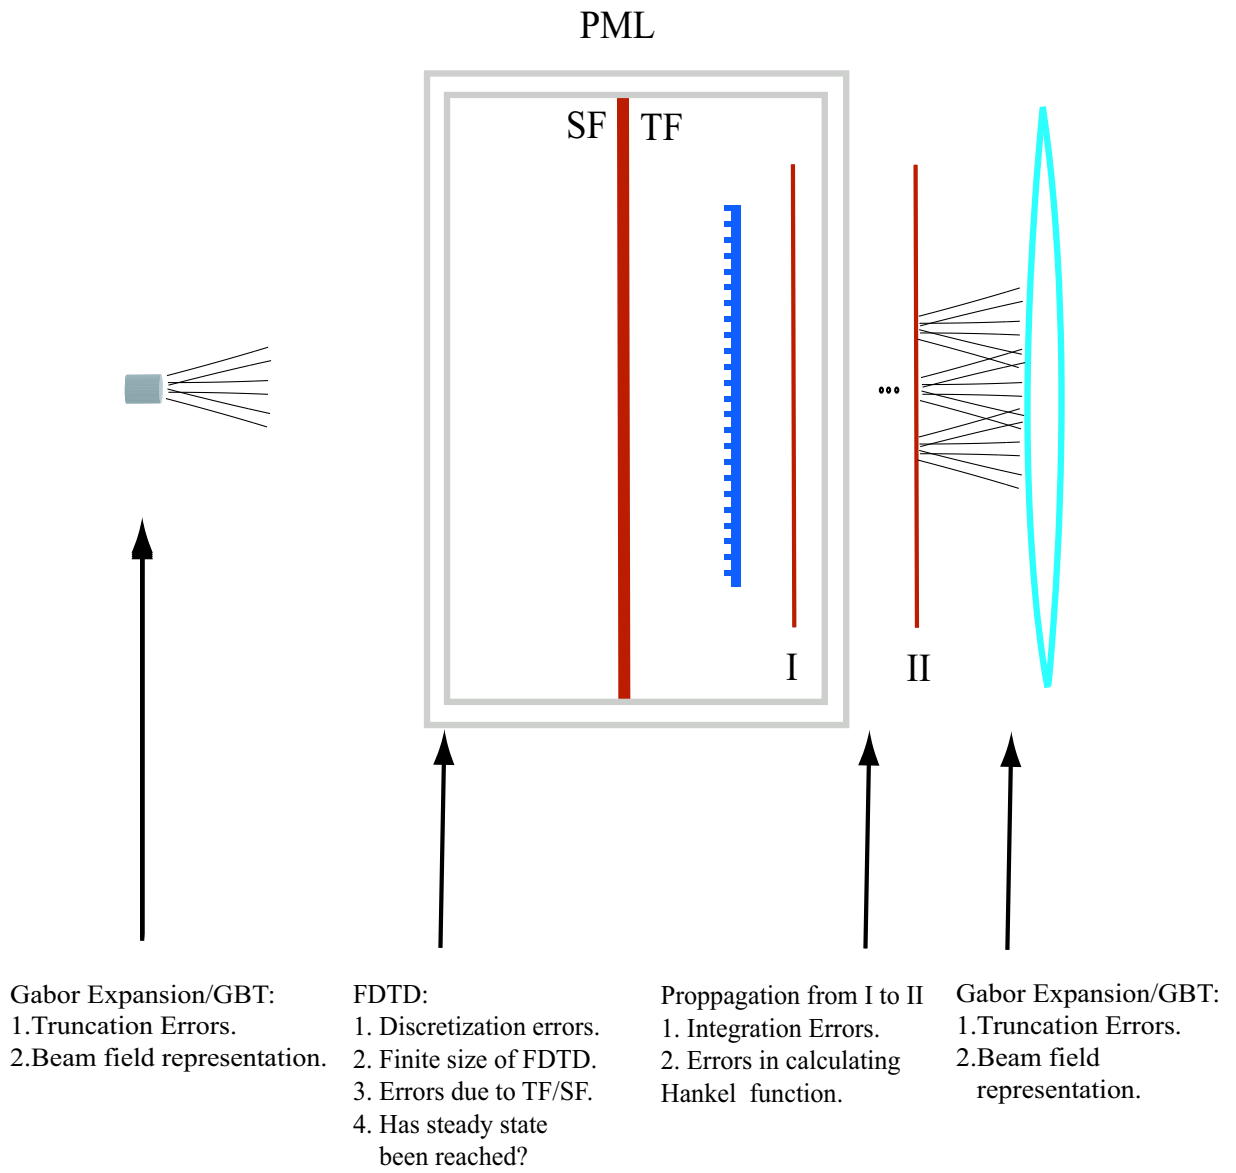 PML
SF TF
I
II
Gabor Expansion/GBT:
1.Truncation Errors.
2.Beam field representation.
FDTD:
1. Discretization errors.
2. Finite size of FDTD.
3. Errors due to TF/SF.
4. Has steady state
been reached?
Proppagation from I to II
1. Integration Errors.
2. Errors in calculating
Hankel function.
Gabor Expansion/GBT:
1.Truncation Errors.
2.Beam field
representation.